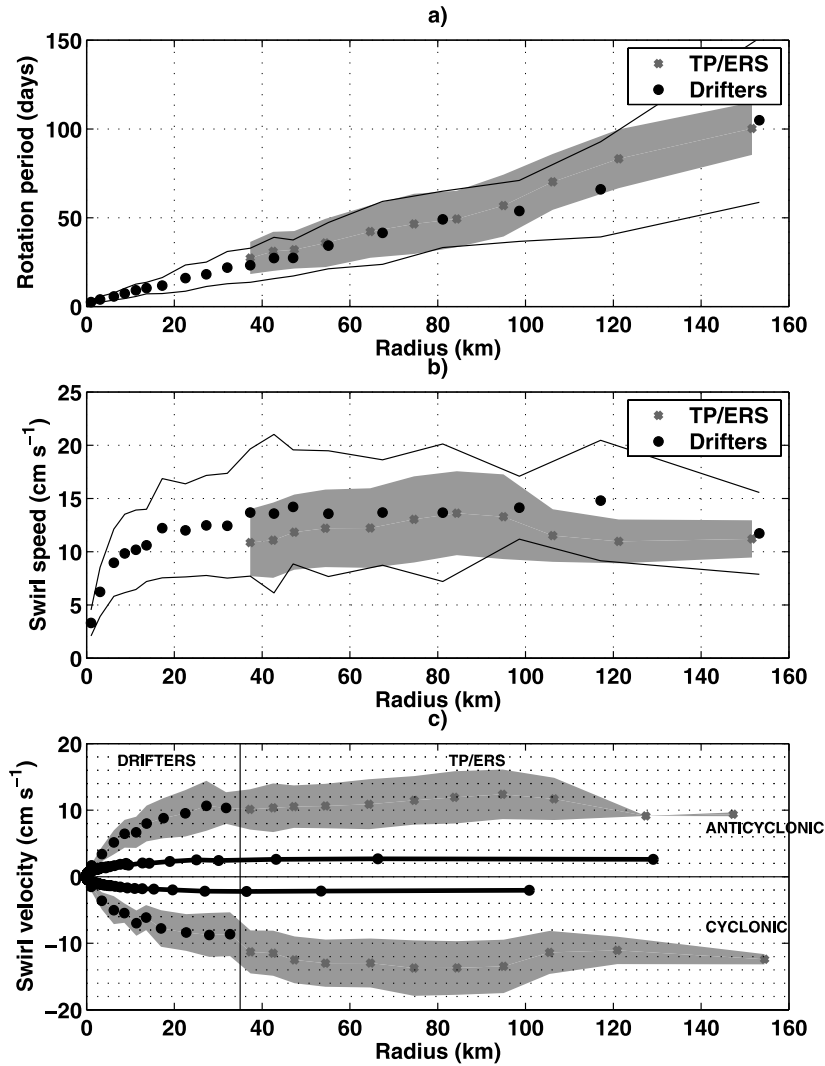 a)
150
100
50
0
Rotation period (days)
TP/ERS
Drifters
0 20 40 60 80 100 120 140 160
Radius (km)
b)
25
20
15
10
5
0
Swirl speed (cm s⁻¹)
TP/ERS
Drifters
0 20 40 60 80 100 120 140 160
Radius (km)
c)
20
10
0
−10
−20
Swirl velocity (cm s⁻¹)
DRIFTERS TP/ERS
ANTICYCLONIC
CYCLONIC
0 20 40 60 80 100 120 140 160
Radius (km)